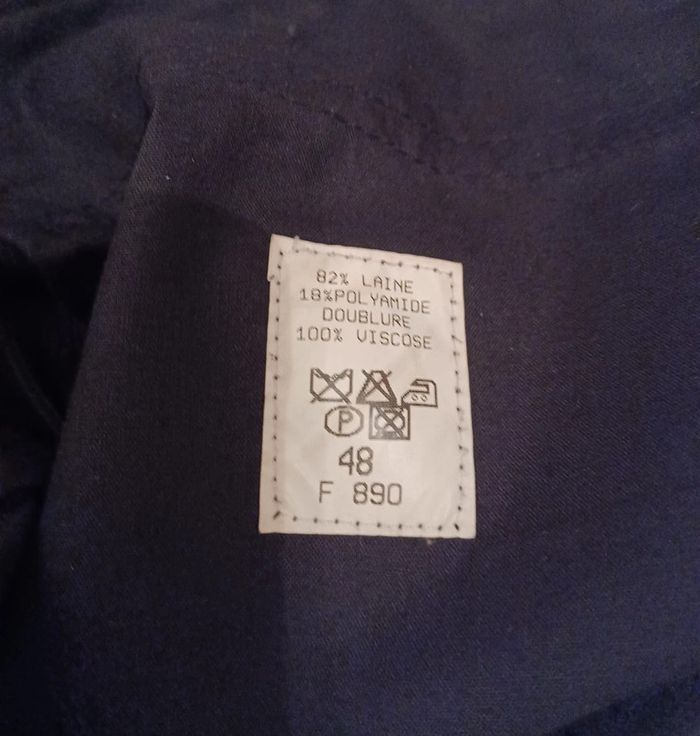 82% LAINE
18%POLYAMIDE
DOUBLURE
100% VISCOSE
P
48
F 890